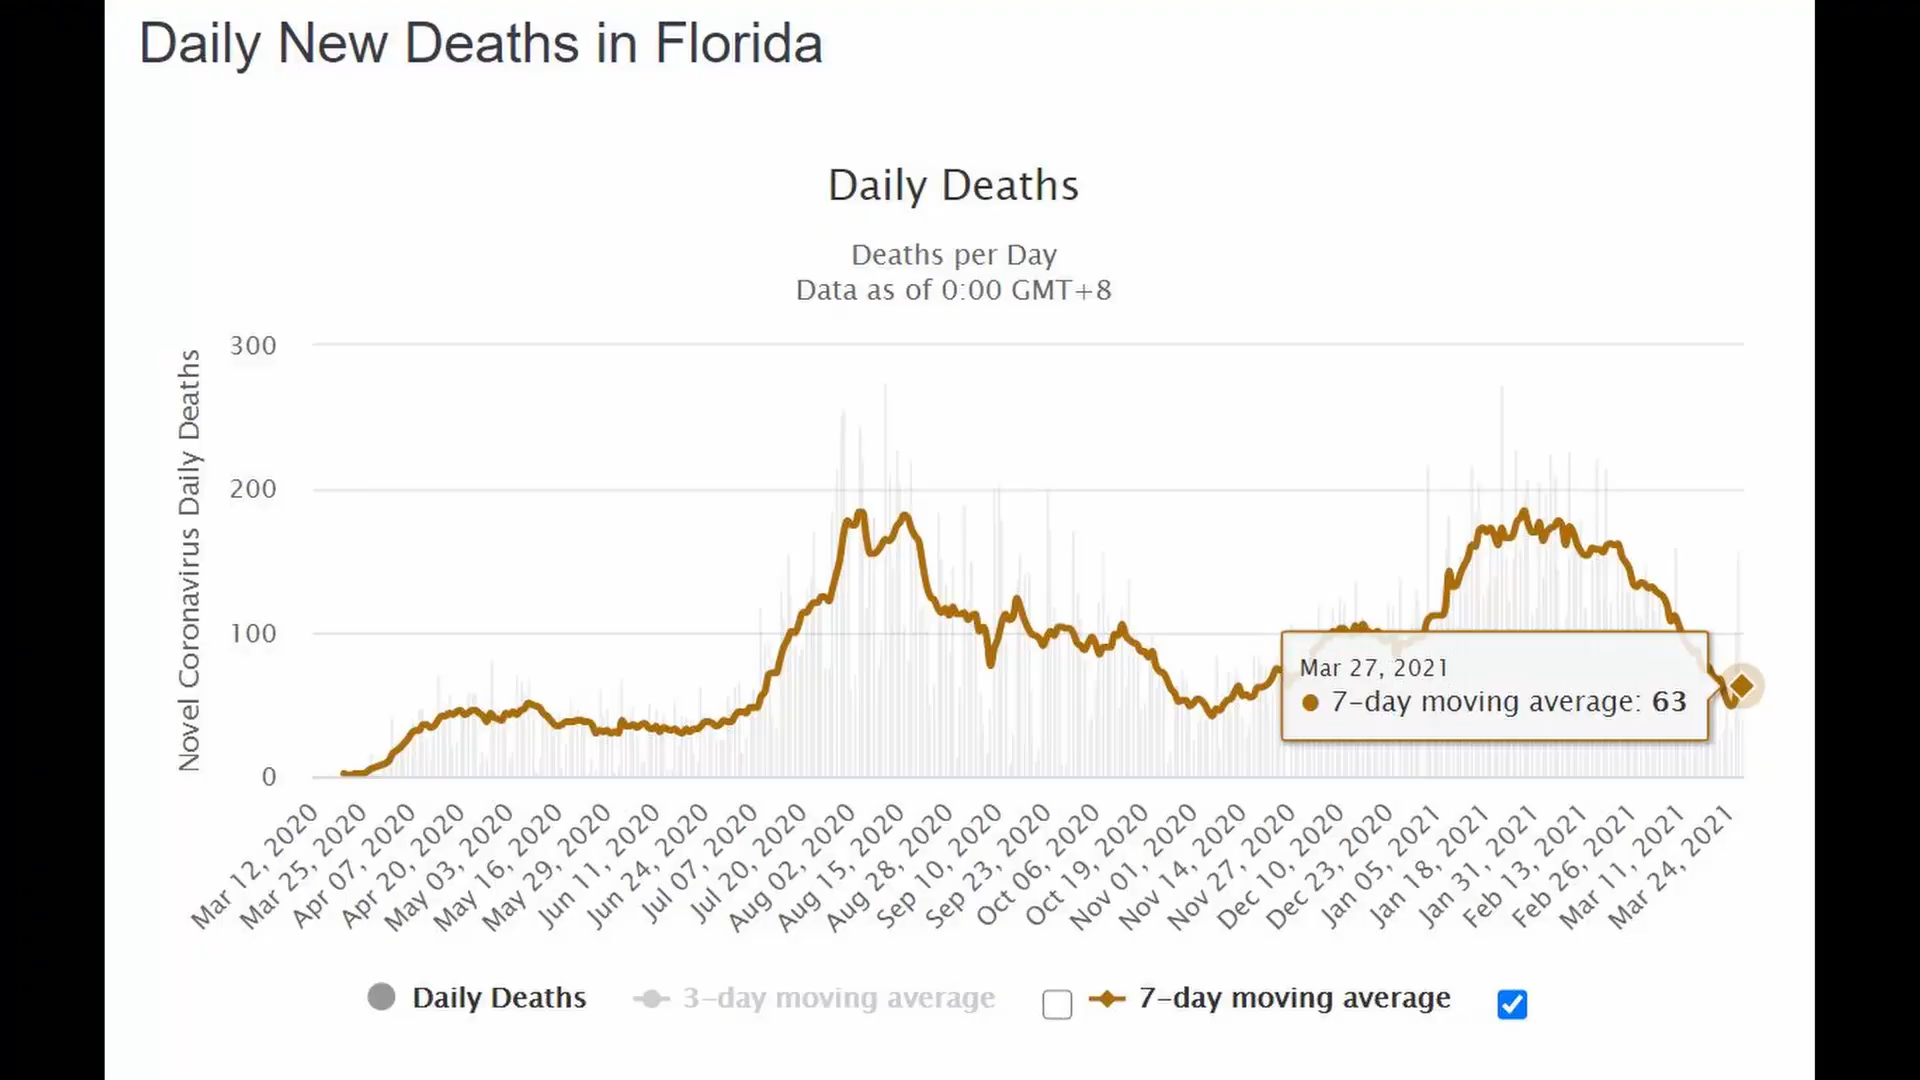 Daily New Deaths in Florida
Daily Deaths
Deaths per Day
Data as of 0:00 GMT+8
Novel Coronavirus Daily Deaths
300
200
100
0
Mar 27, 2021
7-day moving average: 63
Mar 12, 2020
Mar 25, 2020
Apr 07, 2020
Apr 20, 2020
May 03, 2020
May 16, 2020
May 29, 2020
Jun 11, 2020
Jun 24, 2020
Jul 07, 2020
Jul 20, 2020
Aug 02, 2020
Aug 15, 2020
Aug 28, 2020
Sep 10, 2020
Sep 23, 2020
Oct 06, 2020
Oct 19, 2020
Nov 01, 2020
Nov 14, 2020
Nov 27, 2020
Dec 10, 2020
Dec 23, 2020
Jan 05, 2021
Jan 18, 2021
Jan 31, 2021
Feb 13, 2021
Feb 26, 2021
Mar 11, 2021
Mar 24, 2021
Daily Deaths
3-day moving average
7-day moving average